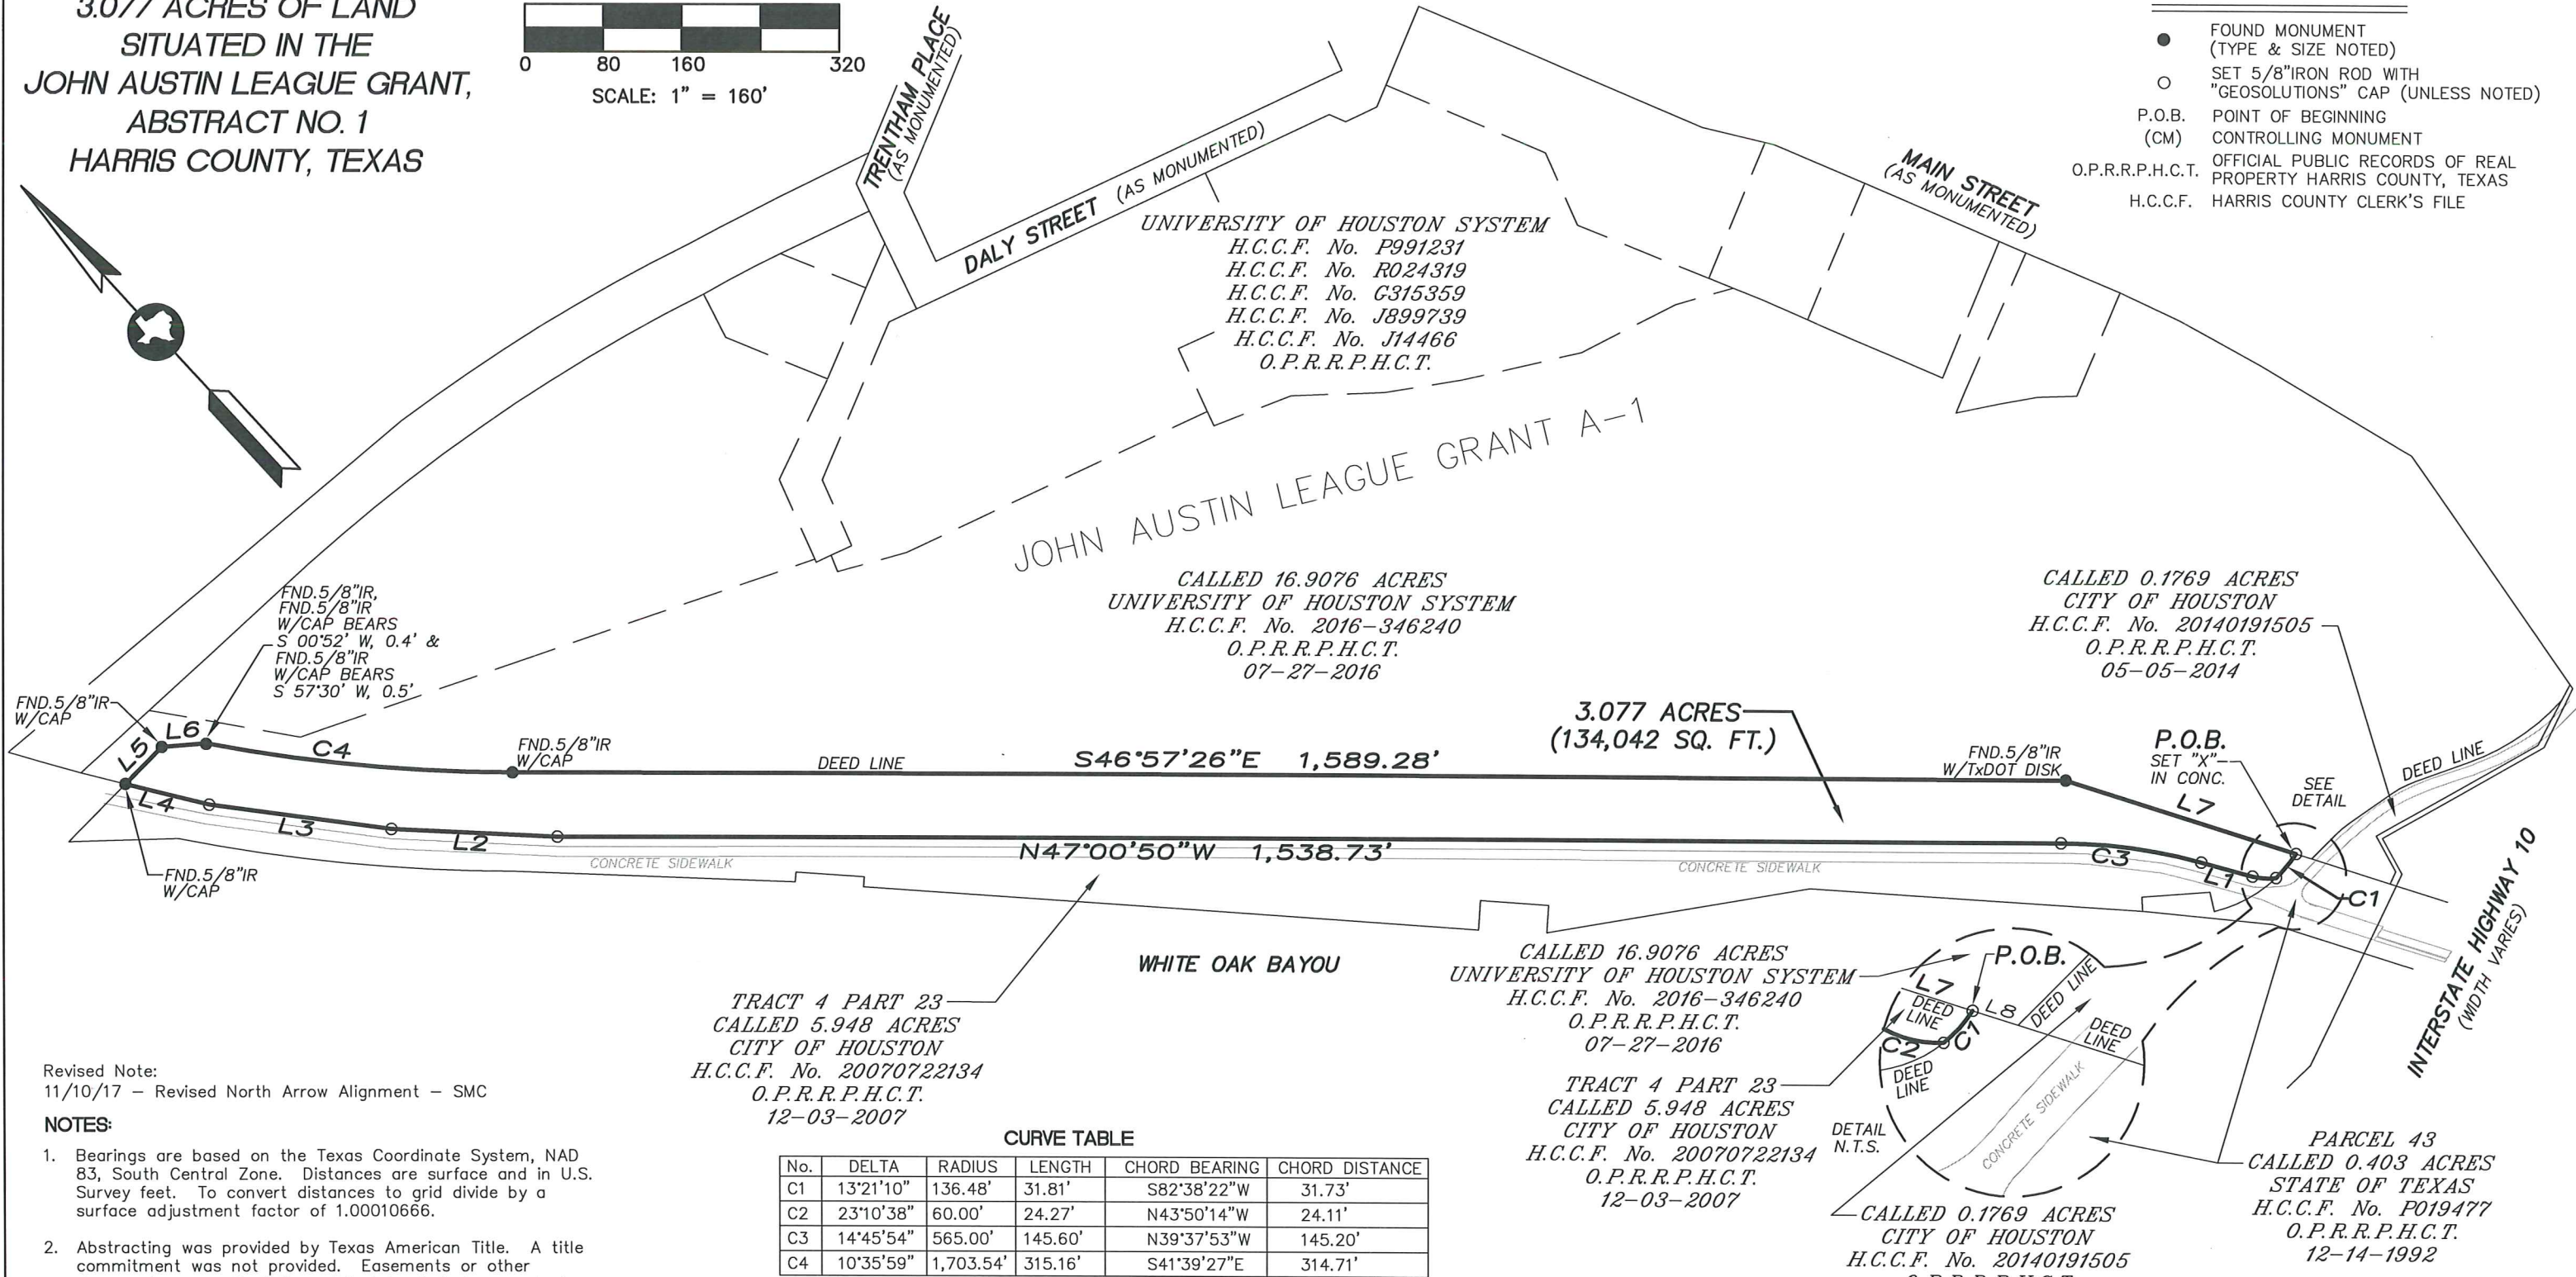 3.077 ACRES OF LAND
SITUATED IN THE
JOHN AUSTIN LEAGUE GRANT,
ABSTRACT NO. 1
HARRIS COUNTY, TEXAS
0 80 160 320
SCALE: 1" = 160'
FOUND MONUMENT
(TYPE & SIZE NOTED)
SET 5/8"IRON ROD WITH
"GEOSOLUTIONS" CAP (UNLESS NOTED)
P.O.B. POINT OF BEGINNING
(CM) CONTROLLING MONUMENT
O.P.R.R.P.H.C.T. OFFICIAL PUBLIC RECORDS OF REAL
PROPERTY HARRIS COUNTY, TEXAS
H.C.C.F. HARRIS COUNTY CLERK'S FILE
TRENTHAM PLACE
(AS MONUMENTED)
DALY STREET (AS MONUMENTED)
MAIN STREET
(AS MONUMENTED)
UNIVERSITY OF HOUSTON SYSTEM
H.C.C.F. No. P991231
H.C.C.F. No. R024319
H.C.C.F. No. G315359
H.C.C.F. No. J899739
H.C.C.F. No. J14466
O.P.R.R.P.H.C.T.
JOHN AUSTIN LEAGUE GRANT A-1
FND.5/8"IR,
FND.5/8"IR
W/CAP BEARS
S 00°52' W, 0.4' &
FND.5/8"IR
W/CAP BEARS
S 57°30' W, 0.5'
FND.5/8"IR
W/CAP
CALLED 16.9076 ACRES
UNIVERSITY OF HOUSTON SYSTEM
H.C.C.F. No. 2016-346240
O.P.R.R.P.H.C.T.
07-27-2016
CALLED 0.1769 ACRES
CITY OF HOUSTON
H.C.C.F. No. 20140191505
O.P.R.R.P.H.C.T.
05-05-2014
3.077 ACRES
(134,042 SQ. FT.)
L5
L6
C4
FND.5/8"IR
W/CAP
DEED LINE
S46°57'26"E 1,589.28'
FND.5/8"IR
W/TxDOT DISK
P.O.B.
SET "X"
IN CONC.
L7
SEE
DETAIL
DEED LINE
L4
L3
L2
CONCRETE SIDEWALK
N47°00'50"W 1,538.73'
CONCRETE SIDEWALK
C3
L1
C1
FND.5/8"IR
W/CAP
INTERSTATE HIGHWAY 10
(WIDTH VARIES)
WHITE OAK BAYOU
TRACT 4 PART 23
CALLED 5.948 ACRES
CITY OF HOUSTON
H.C.C.F. No. 20070722134
O.P.R.R.P.H.C.T.
12-03-2007
CALLED 16.9076 ACRES
UNIVERSITY OF HOUSTON SYSTEM
H.C.C.F. No. 2016-346240
O.P.R.R.P.H.C.T.
07-27-2016
TRACT 4 PART 23
CALLED 5.948 ACRES
CITY OF HOUSTON
H.C.C.F. No. 20070722134
O.P.R.R.P.H.C.T.
12-03-2007
P.O.B.
L7
DEED
LINE
L8
DEED LINE
DEED
LINE
C2
C1
DEED
LINE
CONCRETE SIDEWALK
DETAIL
N.T.S.
CALLED 0.1769 ACRES
CITY OF HOUSTON
H.C.C.F. No. 20140191505
PARCEL 43
CALLED 0.403 ACRES
STATE OF TEXAS
H.C.C.F. No. P019477
O.P.R.R.P.H.C.T.
12-14-1992
Revised Note:
11/10/17 – Revised North Arrow Alignment – SMC
NOTES:
1. Bearings are based on the Texas Coordinate System, NAD
83, South Central Zone. Distances are surface and in U.S.
Survey feet. To convert distances to grid divide by a
surface adjustment factor of 1.00010666.
2. Abstracting was provided by Texas American Title. A title
commitment was not provided. Easements or other
CURVE TABLE
No. DELTA RADIUS LENGTH CHORD BEARING CHORD DISTANCE
C1 13°21'10" 136.48' 31.81' S82°38'22"W 31.73'
C2 23°10'38" 60.00' 24.27' N43°50'14"W 24.11'
C3 14°45'54" 565.00' 145.60' N39°37'53"W 145.20'
C4 10°35'59" 1,703.54' 315.16' S41°39'27"E 314.71'